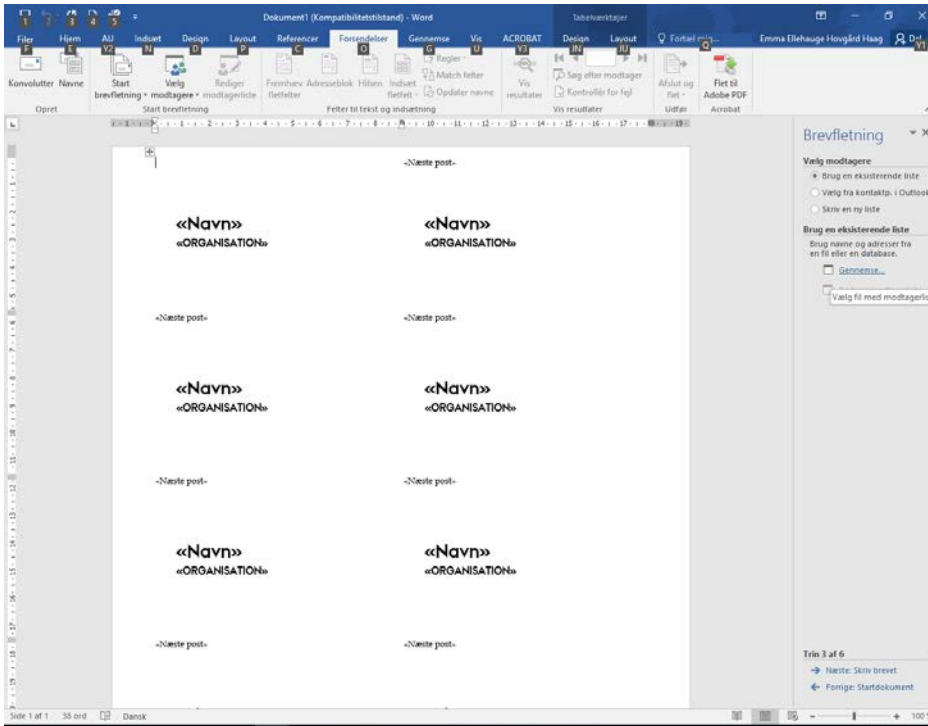 Dokument1 (Kompatibilitetstilstand) - Word
Tabelværktøjer
Filer Hjem AU Indsæt Design Layout Referencer Forsendelser Gennemse Vis ACROBAT Design Layout Fortæl Emma Ellehauge Hovgård Haag
Konvolutter Navne
Start brevfletning
Vælg modtagere
Rediger modtagerliste
Fremhæv fletfelter
Adresseblok
Hilsen
Indsæt fletfelt
Regler
Match felter
Opdater navne
Vis resultater
Søg efter modtager
Kontrollér for fejl
Afslut og flet
Flet til Adobe PDF
Opret
Start brevfletning
Felter til tekst og indsætning
Vis resultater
Udfør
Acrobat
«Næste post»
«Navn» «Navn»
«ORGANISATION» «ORGANISATION»
«Næste post» «Næste post»
«Navn» «Navn»
«ORGANISATION» «ORGANISATION»
«Næste post» «Næste post»
«Navn» «Navn»
«ORGANISATION» «ORGANISATION»
«Næste post» «Næste post»
Brevfletning
Vælg modtagere
Brug en eksisterende liste
Vælg fra kontaktp. i Outlook
Skriv en ny liste
Brug en eksisterende liste
Brug navne og adresser fra
en fil eller en database.
Gennemse...
Vælg fil med modtagerlis
Trin 3 af 6
Næste: Skriv brevet
Forrige: Startdokument
Side 1 af 1 38 ord Dansk